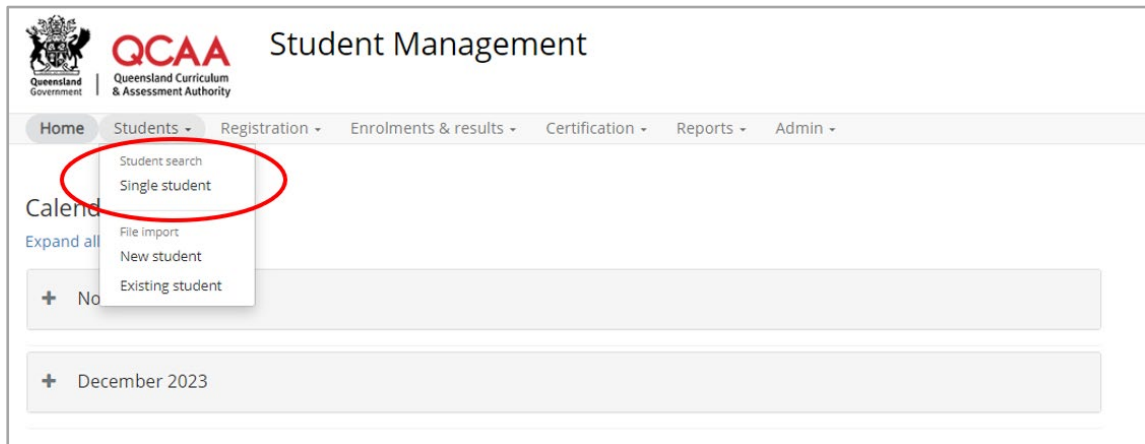 Student Management
Queensland
Government
QCAA
Queensland Curriculum
& Assessment Authority
Home Students Registration Enrolments & results Certification Reports Admin
Student search
Single student
Calend
Expand all
File import
New student
Existing student
No
December 2023